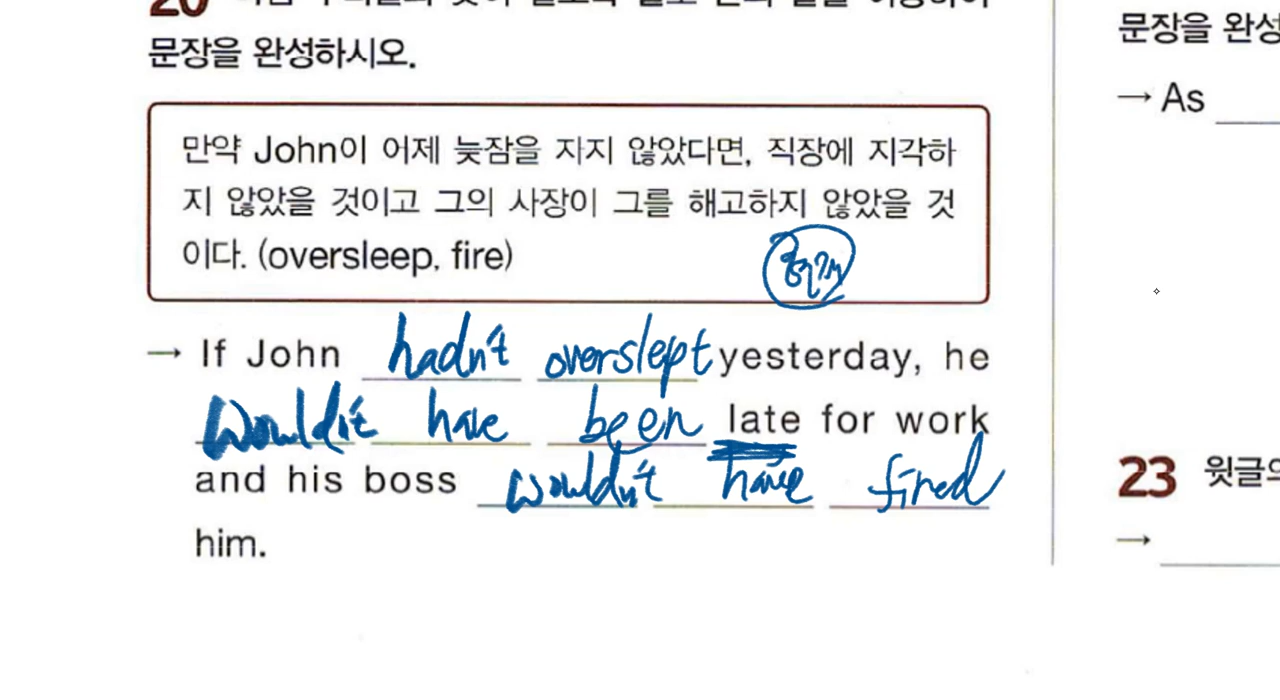 20
문장을 완성하시오.
만약 John이 어제 늦잠을 자지 않았다면, 직장에 지각하
지 않았을 것이고 그의 사장이 그를 해고하지 않았을 것
이다. (oversleep, fire)
→ If John hadn't overslept yesterday, he
wouldn't have been late for work
and his boss wouldn't have fired
him.
문장을 완성
→ As
23 윗글의
→